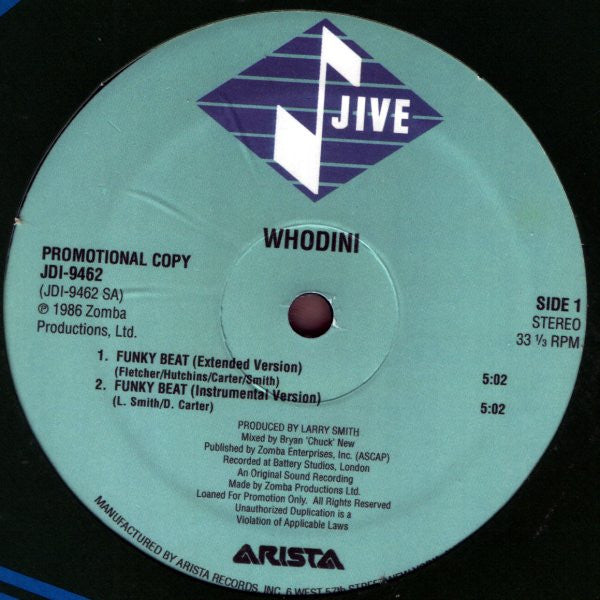 JIVE
WHODINI
PROMOTIONAL COPY
JDI-9462
(JDI-9462 SA)
℗ 1986 Zomba
Productions, Ltd.
SIDE 1
STEREO
33 ⅓ RPM
1. FUNKY BEAT (Extended Version)
(Fletcher/Hutchins/Carter/Smith) 5:02
2. FUNKY BEAT (Instrumental Version)
(L. Smith/D. Carter) 5:02
PRODUCED BY LARRY SMITH
Mixed by Bryan 'Chuck' New
Published by Zomba Enterprises, Inc. (ASCAP)
Recorded at Battery Studios, London
An Original Sound Recording
Made by Zomba Productions Ltd.
Loaned For Promotion Only. All Rights Reserved
Unauthorized Duplication is a
Violation of Applicable Laws
ARISTA
MANUFACTURED BY ARISTA RECORDS, INC. 6 WEST 57th STREET